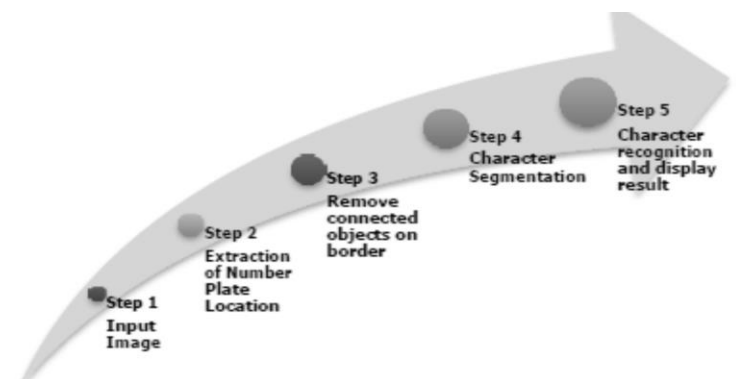 Step 1
Input
Image
Step 2
Extraction
of Number
Plate
Location
Step 3
Remove
connected
objects on
border
Step 4
Character
Segmentation
Step 5
Character
recognition
and display
result